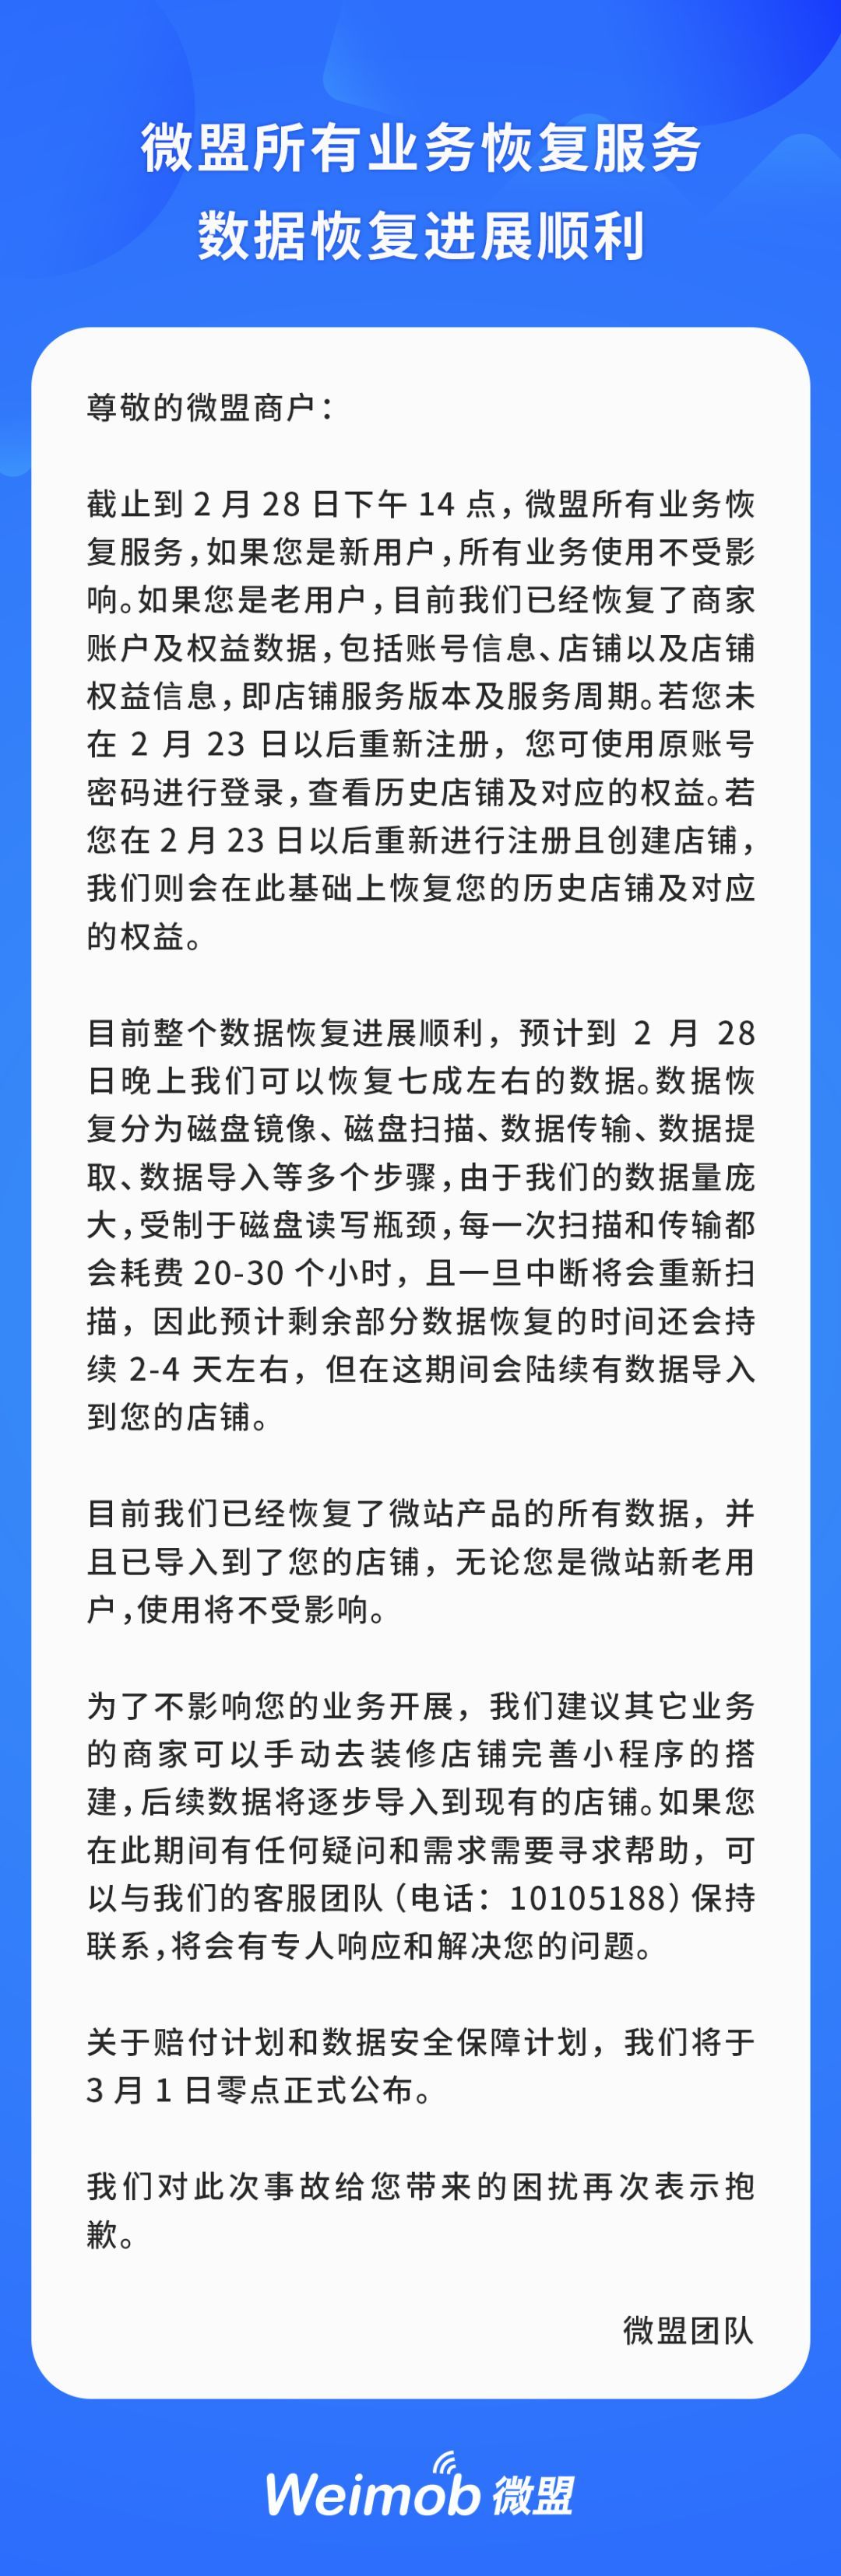 微盟所有业务恢复服务
数据恢复进展顺利
尊敬的微盟商户：
截止到 2 月 28 日下午 14 点，微盟所有业务恢
复服务，如果您是新用户，所有业务使用不受影
响。如果您是老用户，目前我们已经恢复了商家
账户及权益数据，包括账号信息、店铺以及店铺
权益信息，即店铺服务版本及服务周期。若您未
在 2 月 23 日以后重新注册，您可使用原账号
密码进行登录，查看历史店铺及对应的权益。若
您在 2 月 23 日以后重新进行注册且创建店铺，
我们则会在此基础上恢复您的历史店铺及对应
的权益。
目前整个数据恢复进展顺利，预计到 2 月 28
日晚上我们可以恢复七成左右的数据。数据恢
复分为磁盘镜像、磁盘扫描、数据传输、数据提
取、数据导入等多个步骤，由于我们的数据量庞
大，受制于磁盘读写瓶颈，每一次扫描和传输都
会耗费 20-30 个小时，且一旦中断将会重新扫
描，因此预计剩余部分数据恢复的时间还会持
续 2-4 天左右，但在这期间会陆续有数据导入
到您的店铺。
目前我们已经恢复了微站产品的所有数据，并
且已导入到了您的店铺，无论您是微站新老用
户，使用将不受影响。
为了不影响您的业务开展，我们建议其它业务
的商家可以手动去装修店铺完善小程序的搭
建，后续数据将逐步导入到现有的店铺。如果您
在此期间有任何疑问和需求需要寻求帮助，可
以与我们的客服团队（电话：10105188）保持
联系，将会有专人响应和解决您的问题。
关于赔付计划和数据安全保障计划，我们将于
3 月 1 日零点正式公布。
我们对此次事故给您带来的困扰再次表示抱
歉。
微盟团队
Weimob 微盟